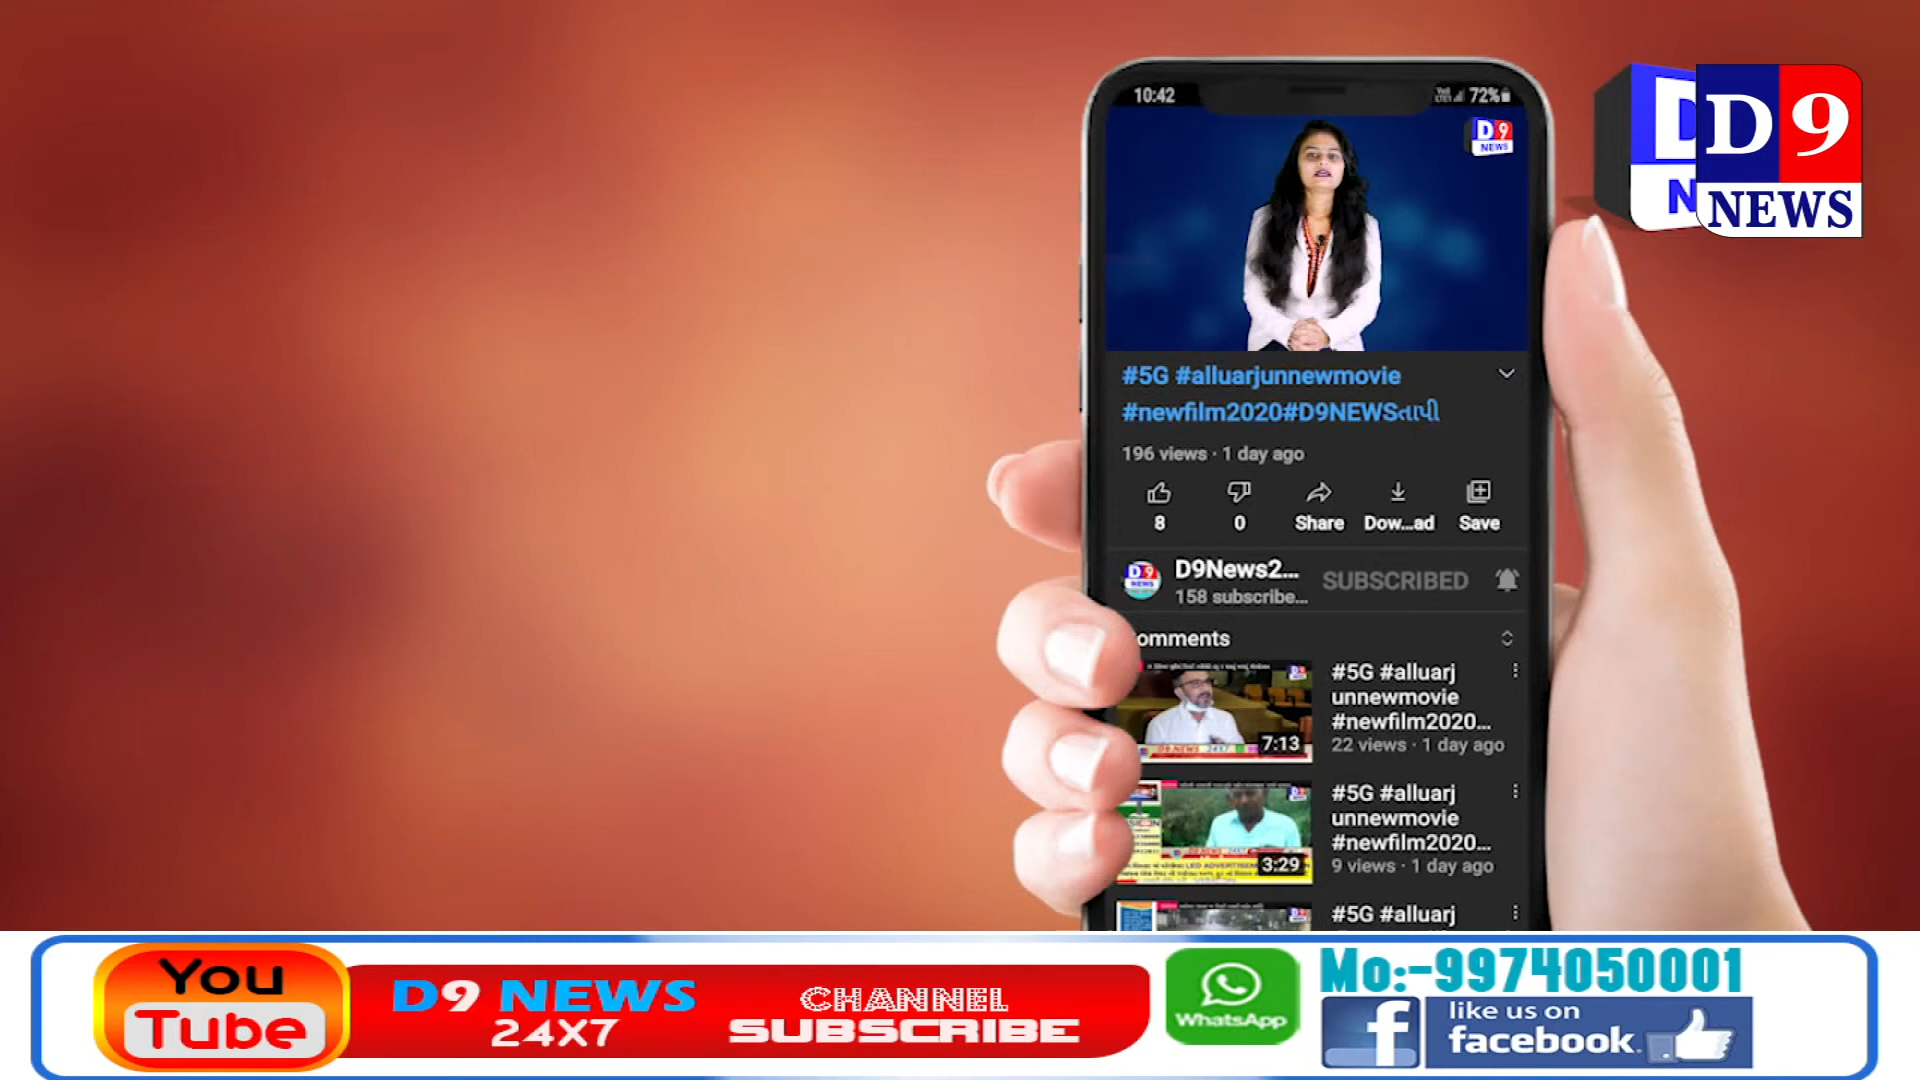 10:42
72%
D9
NEWS
D9
NEWS
#5G #alluarjunnewmovie
#newfilm2020#D9NEWSતાપી
196 views · 1 day ago
8
0
Share
Dow...ad
Save
D9
NEWS
D9News2...
158 subscribe...
SUBSCRIBED
omments
#5G #alluarj
unnewmovie
#newfilm2020...
22 views · 1 day ago
7:13
#5G #alluarj
unnewmovie
#newfilm2020...
9 views · 1 day ago
3:29
#5G #alluarj
You
Tube
D9 NEWS
24X7
CHANNEL
SUBSCRIBE
WhatsApp
Mo:-9974050001
f
like us on
facebook.